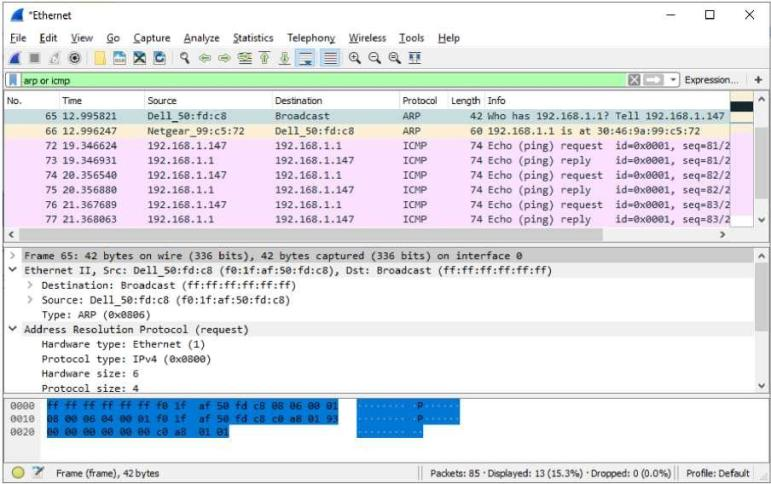 *Ethernet
File Edit View Go Capture Analyze Statistics Telephony Wireless Tools Help
arp or icmp Expression... +
No. Time Source Destination Protocol Length Info
65 12.995821 Dell_50:fd:c8 Broadcast ARP 42 Who has 192.168.1.1? Tell 192.168.1.147
66 12.996247 Netgear_99:c5:72 Dell_50:fd:c8 ARP 60 192.168.1.1 is at 30:46:9a:99:c5:72
72 19.346624 192.168.1.147 192.168.1.1 ICMP 74 Echo (ping) request id=0x0001, seq=81/2
73 19.346931 192.168.1.1 192.168.1.147 ICMP 74 Echo (ping) reply id=0x0001, seq=81/2
74 20.356540 192.168.1.147 192.168.1.1 ICMP 74 Echo (ping) request id=0x0001, seq=82/2
75 20.356880 192.168.1.1 192.168.1.147 ICMP 74 Echo (ping) reply id=0x0001, seq=82/2
76 21.367689 192.168.1.147 192.168.1.1 ICMP 74 Echo (ping) request id=0x0001, seq=83/2
77 21.368063 192.168.1.1 192.168.1.147 ICMP 74 Echo (ping) reply id=0x0001, seq=83/2
Frame 65: 42 bytes on wire (336 bits), 42 bytes captured (336 bits) on interface 0
Ethernet II, Src: Dell_50:fd:c8 (f0:1f:af:50:fd:c8), Dst: Broadcast (ff:ff:ff:ff:ff:ff)
Destination: Broadcast (ff:ff:ff:ff:ff:ff)
Source: Dell_50:fd:c8 (f0:1f:af:50:fd:c8)
Type: ARP (0x0806)
Address Resolution Protocol (request)
Hardware type: Ethernet (1)
Protocol type: IPv4 (0x0800)
Hardware size: 6
Protocol size: 4
0000 ff ff ff ff ff ff f0 1f af 50 fd c8 08 06 00 01 ········ ·P······
0010 08 00 06 04 00 01 f0 1f af 50 fd c8 c0 a8 01 93 ········ ·P······
0020 00 00 00 00 00 00 c0 a8 01 01 ········ ··
Frame (frame), 42 bytes Packets: 85 · Displayed: 13 (15.3%) · Dropped: 0 (0.0%) Profile: Default